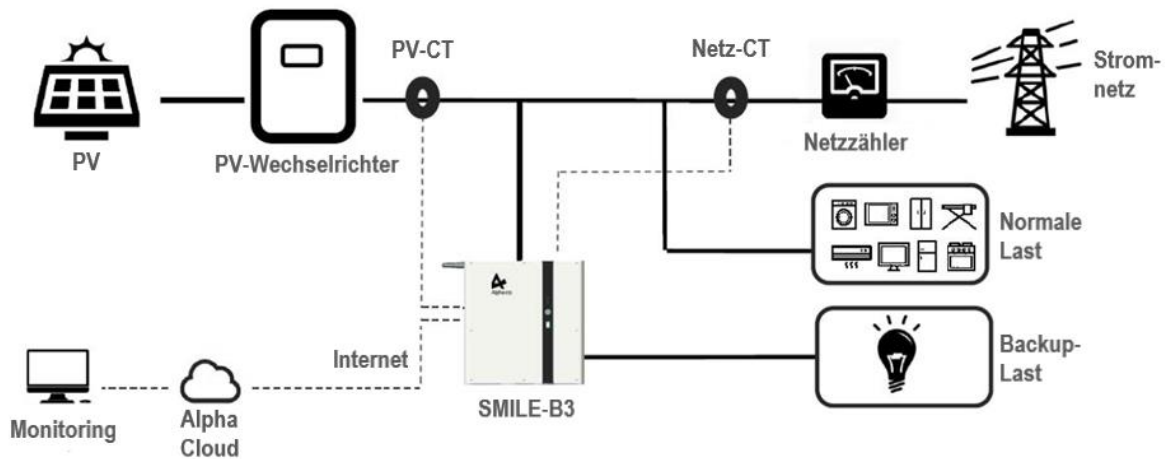 PV-CT
Netz-CT
Strom-
netz
PV
PV-Wechselrichter
Netzzähler
Normale
Last
Internet
Backup-
Last
SMILE-B3
Monitoring
Alpha
Cloud